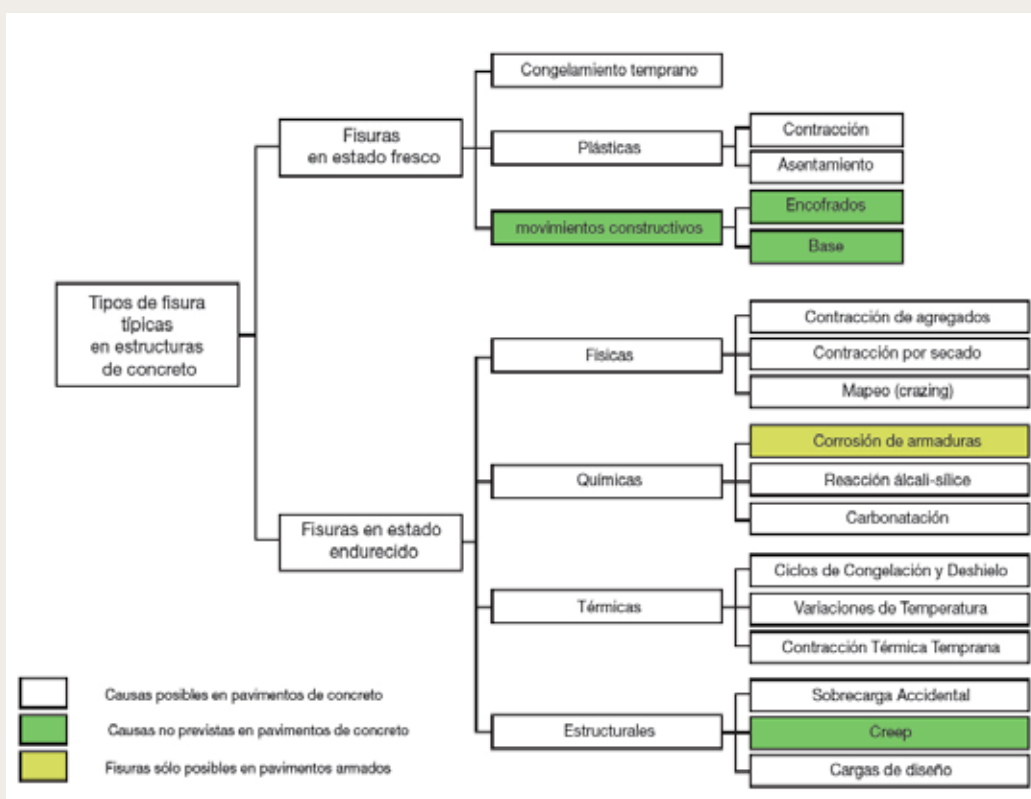 Congelamiento temprano
Fisuras
en estado fresco
Plásticas
Contracción
Asentamiento
movimientos constructivos
Encofrados
Base
Tipos de fisura
típicas
en estructuras
de concreto
Físicas
Contracción de agregados
Contracción por secado
Mapeo (crazing)
Químicas
Corrosión de armaduras
Reacción álcali-sílice
Carbonatación
Fisuras en estado
endurecido
Térmicas
Ciclos de Congelación y Deshielo
Variaciones de Temperatura
Contracción Térmica Temprana
Estructurales
Sobrecarga Accidental
Creep
Cargas de diseño
Causas posibles en pavimentos de concreto
Causas no previstas en pavimentos de concreto
Fisuras sólo posibles en pavimentos armados